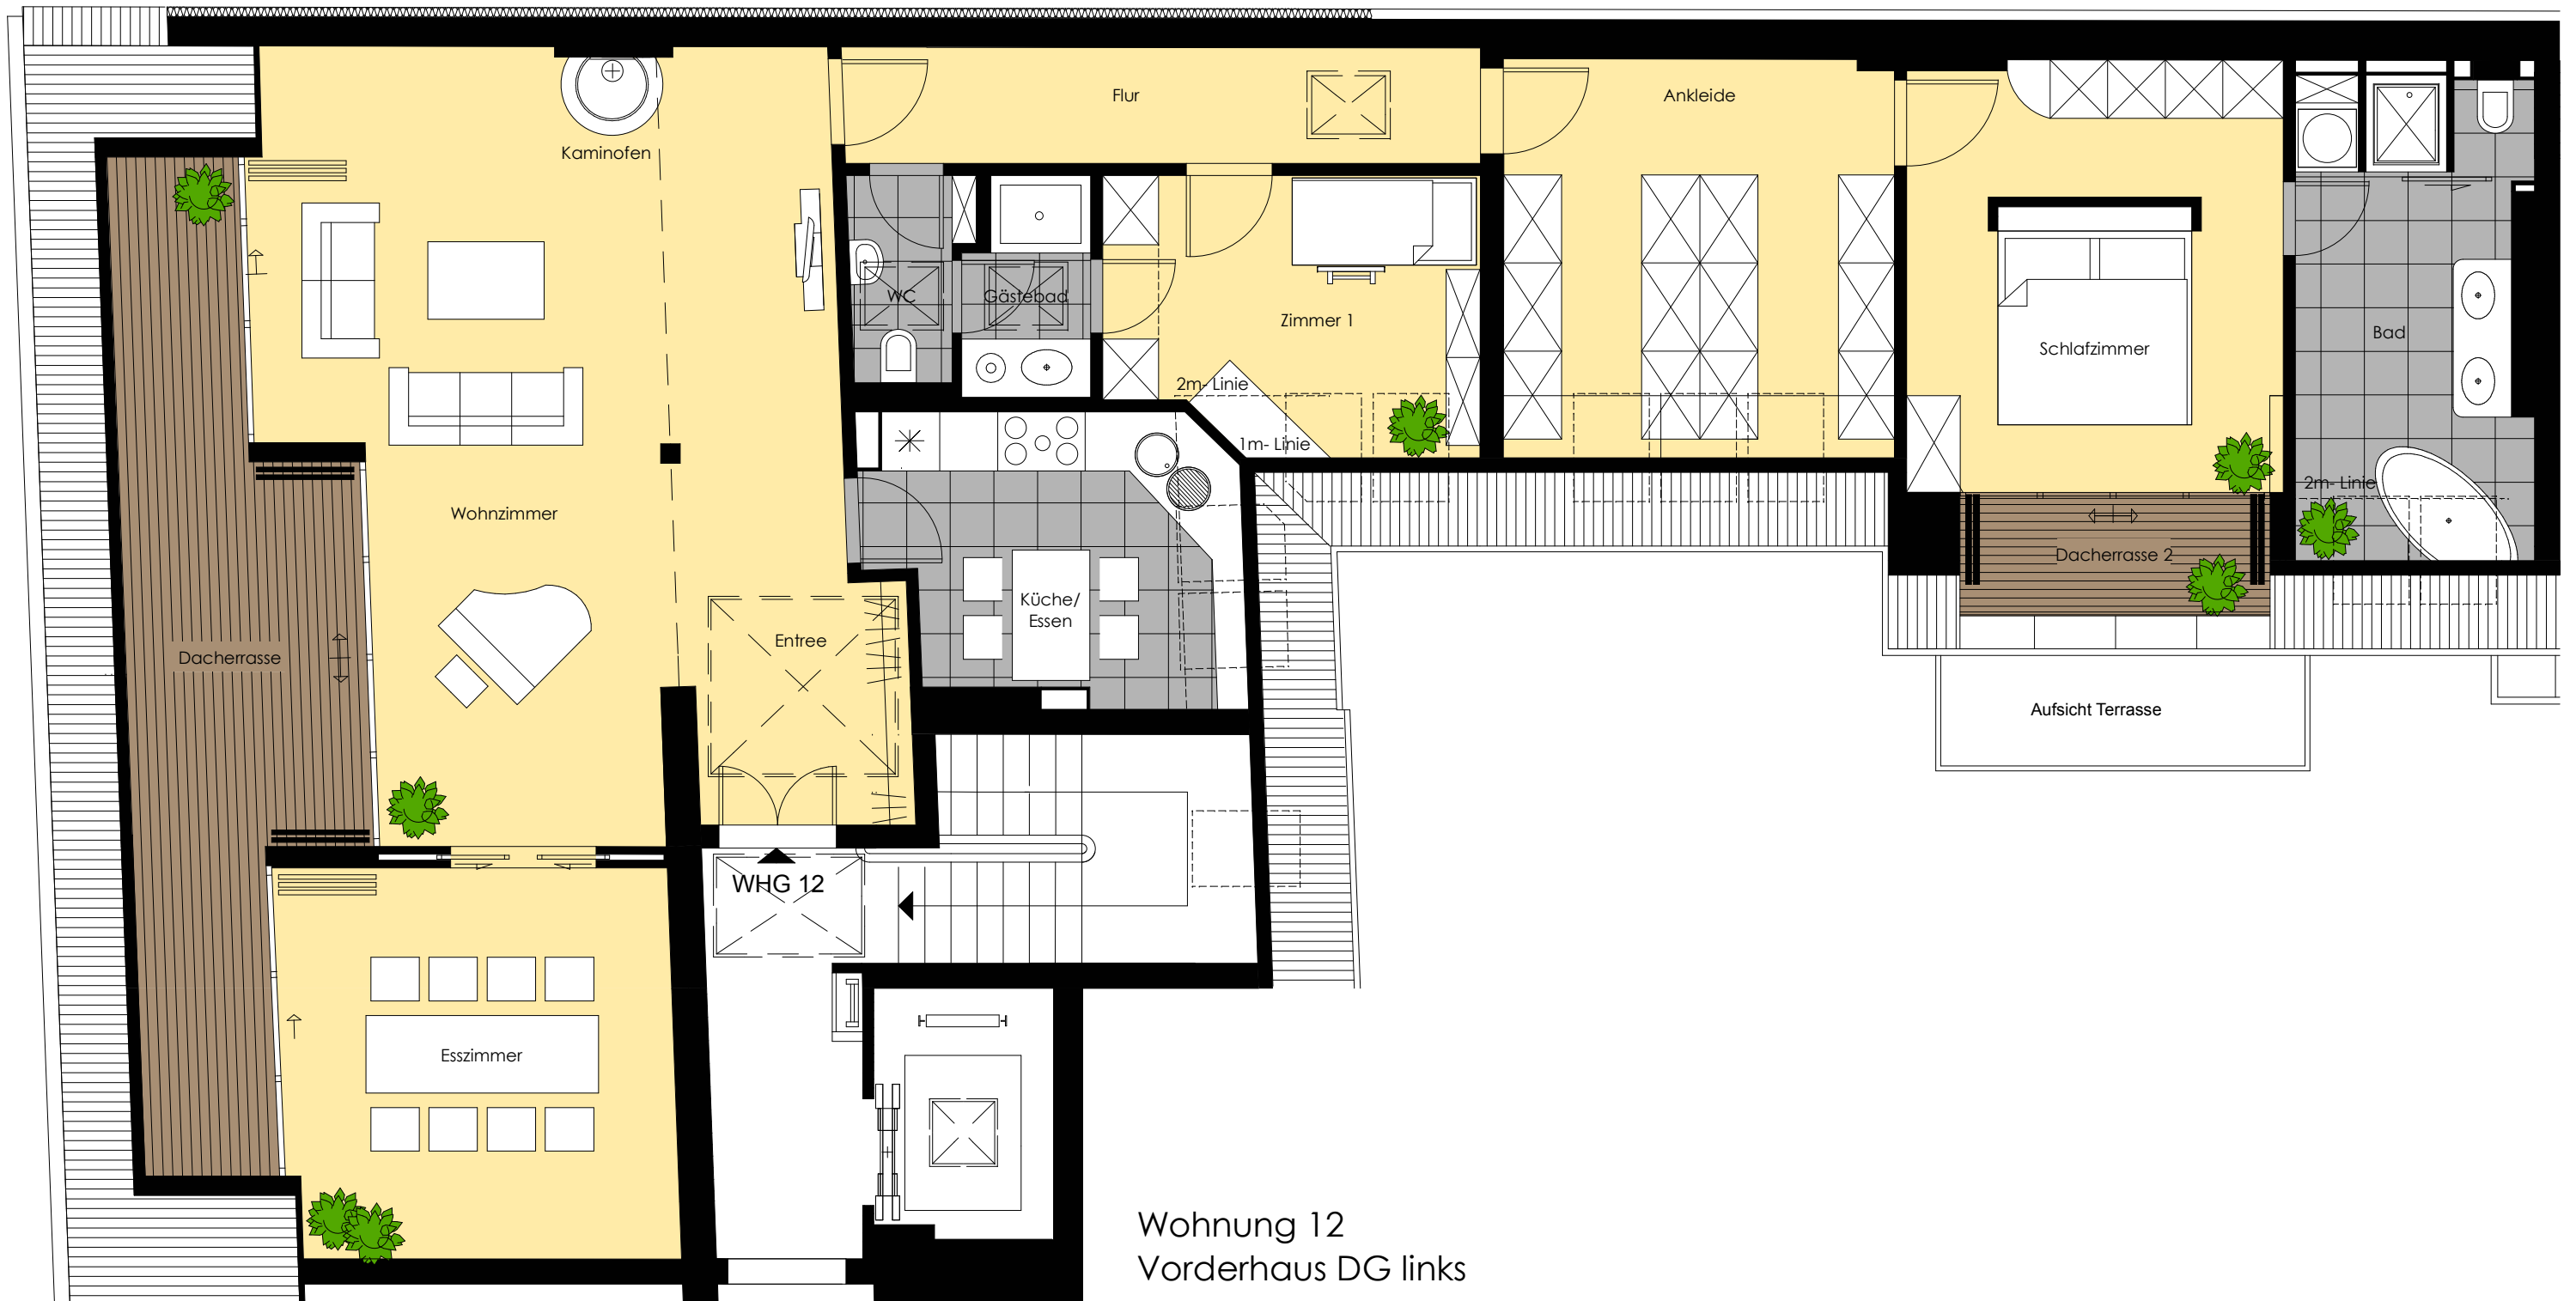 Flur
Ankleide
Kaminofen
WC
Gästebad
Zimmer 1
Bad
Schlafzimmer
2m- Linie
1m- Linie
2m- Linie
Wohnzimmer
Dacherrasse 2
Küche/
Essen
Entree
Dacherrasse
Aufsicht Terrasse
WHG 12
Esszimmer
Wohnung 12
Vorderhaus DG links